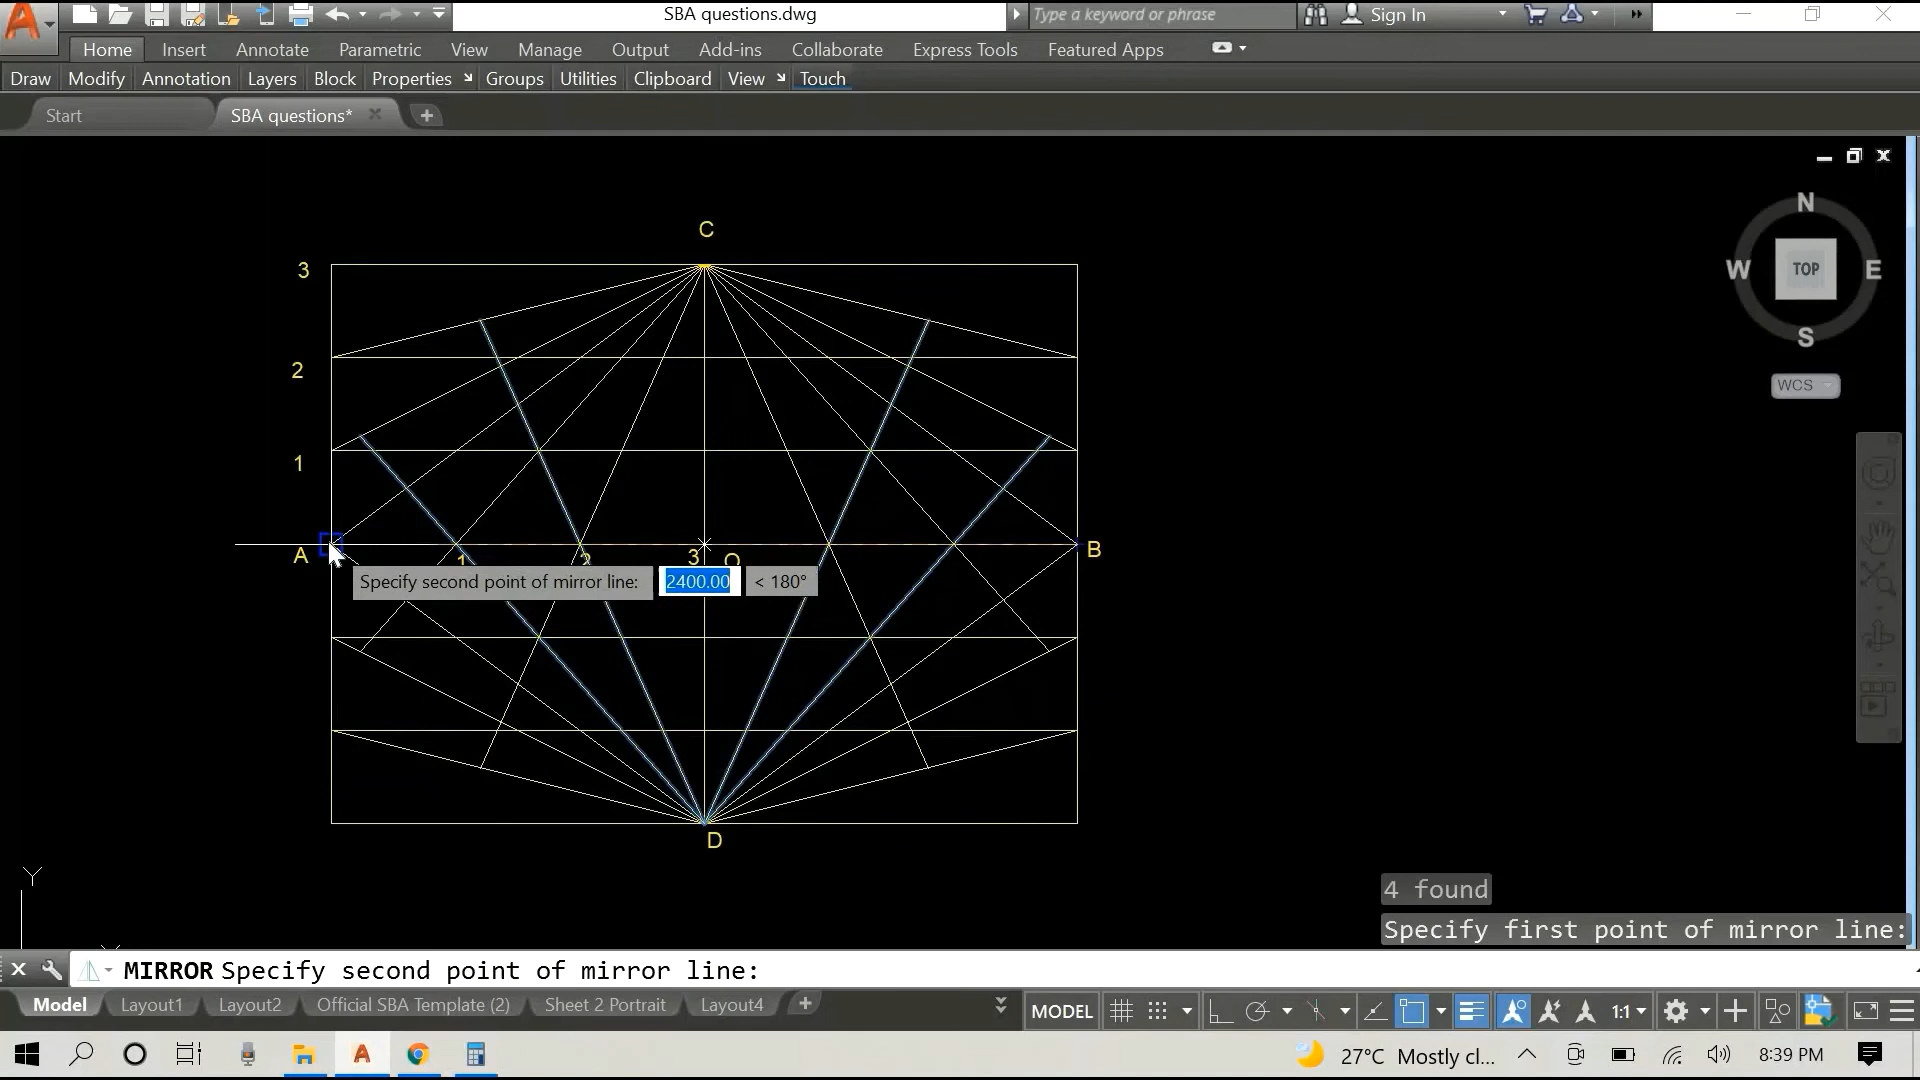 SBA questions.dwg
Type a keyword or phrase
Sign In
Home Insert Annotate Parametric View Manage Output Add-ins Collaborate Express Tools Featured Apps
Draw Modify Annotation Layers Block Properties Groups Utilities Clipboard View Touch
Start
SBA questions*
N
W TOP E
S
WCS
C
3
2
1
A
1 2 3 O
B
Specify second point of mirror line: 2400.00 < 180°
D
Y
4 found
Specify first point of mirror line:
MIRROR Specify second point of mirror line:
Model Layout1 Layout2 Official SBA Template (2) Sheet 2 Portrait Layout4
MODEL
1:1
27°C Mostly cl...
8:39 PM